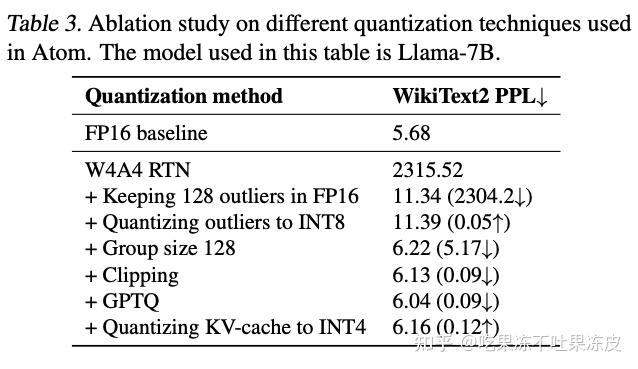 Table 3. Ablation study on different quantization techniques used
in Atom. The model used in this table is Llama-7B.
Quantization method WikiText2 PPL↓
FP16 baseline 5.68
W4A4 RTN 2315.52
+ Keeping 128 outliers in FP16 11.34 (2304.2↓)
+ Quantizing outliers to INT8 11.39 (0.05↑)
+ Group size 128 6.22 (5.17↓)
+ Clipping 6.13 (0.09↓)
+ GPTQ 6.04 (0.09↓)
+ Quantizing KV-cache to INT4 6.16 (0.12↑)
知乎 @吃果冻不吐果冻皮